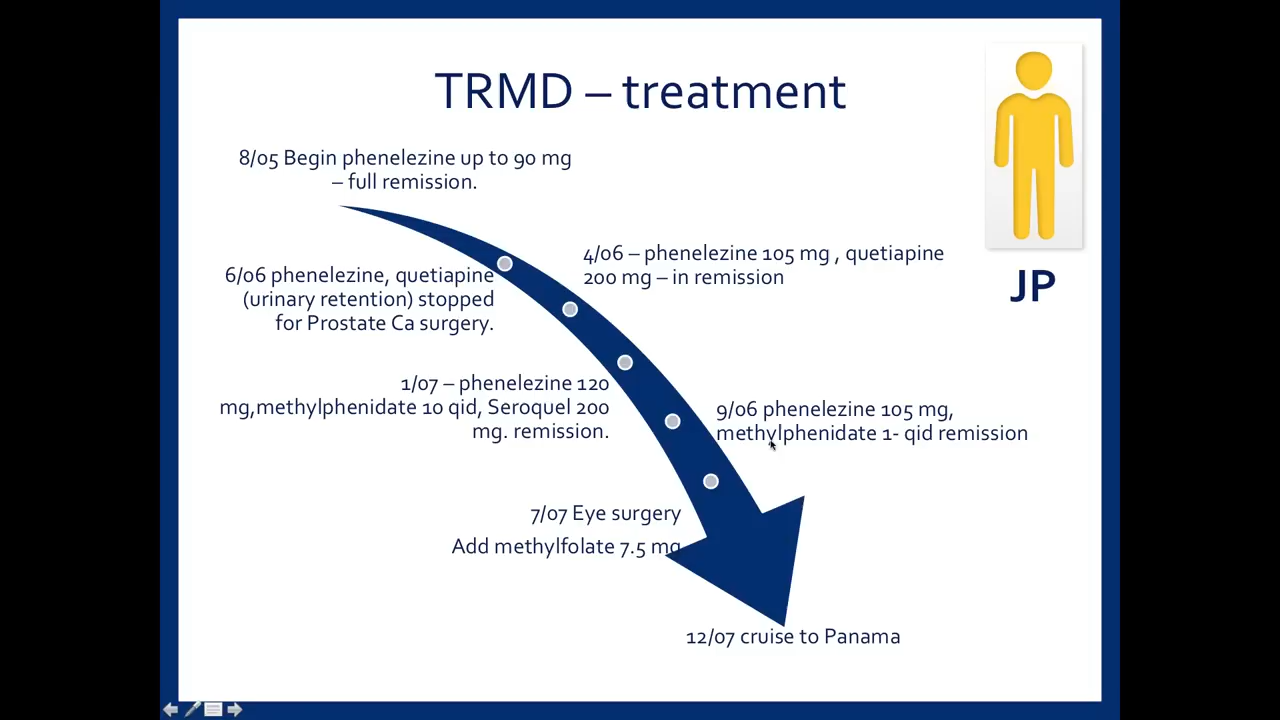 TRMD – treatment
8/05 Begin phenelezine up to 90 mg
– full remission.
4/06 – phenelezine 105 mg , quetiapine
200 mg – in remission
6/06 phenelezine, quetiapine
(urinary retention) stopped
for Prostate Ca surgery.
JP
1/07 – phenelezine 120
mg,methylphenidate 10 qid, Seroquel 200
mg. remission.
9/06 phenelezine 105 mg,
methylphenidate 1- qid remission
7/07 Eye surgery
Add methylfolate 7.5 mg
12/07 cruise to Panama